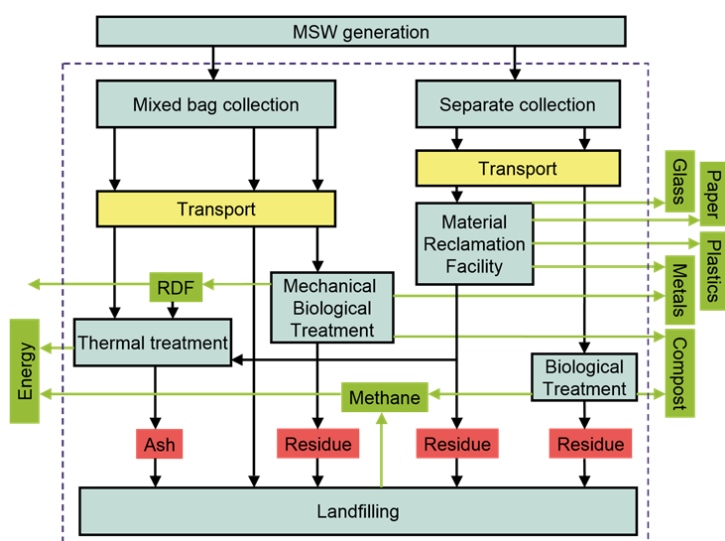 MSW generation
Mixed bag collection
Separate collection
Transport
Glass
Paper
Transport
Material
Reclamation
Facility
Plastics
Metals
RDF
Mechanical
Biological
Treatment
Thermal treatment
Energy
Compost
Biological
Treatment
Methane
Ash
Residue
Residue
Residue
Landfilling